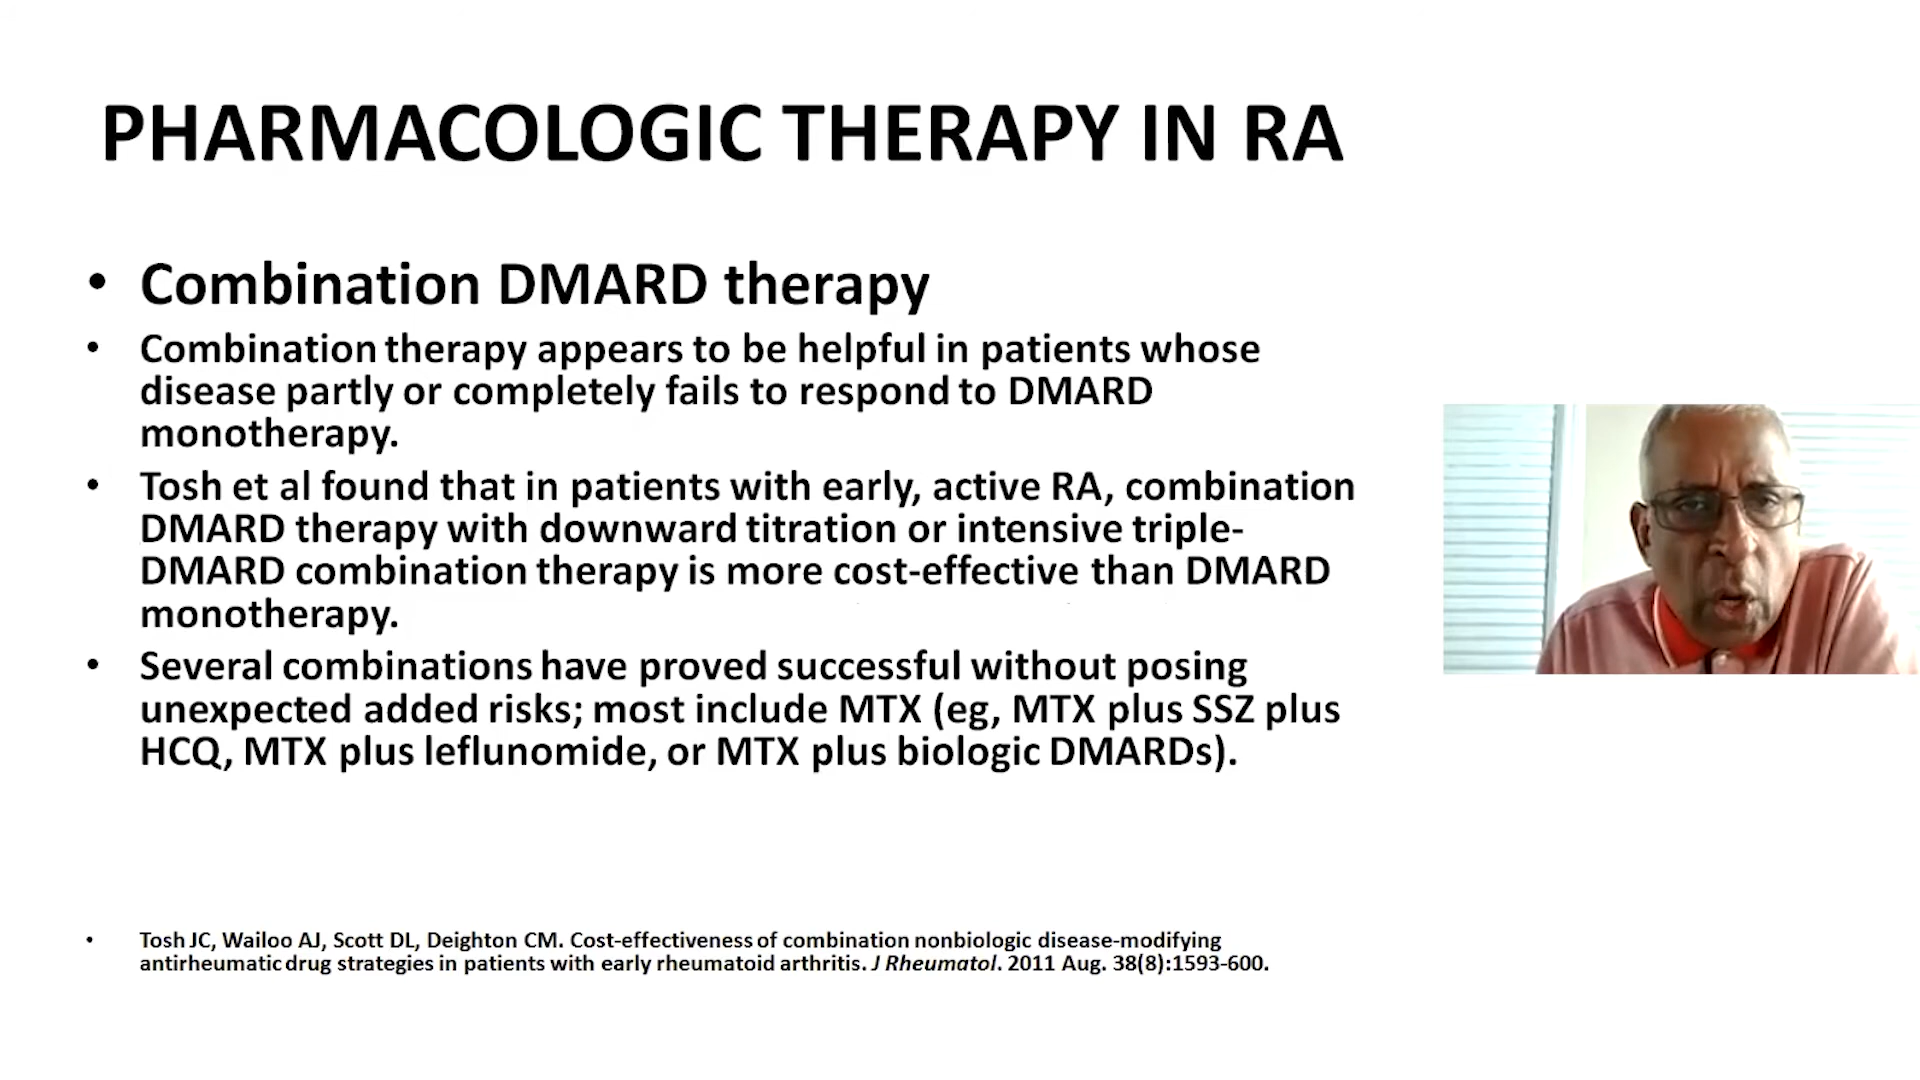 PHARMACOLOGIC THERAPY IN RA
• Combination DMARD therapy
• Combination therapy appears to be helpful in patients whose
disease partly or completely fails to respond to DMARD
monotherapy.
• Tosh et al found that in patients with early, active RA, combination
DMARD therapy with downward titration or intensive triple-
DMARD combination therapy is more cost-effective than DMARD
monotherapy.
• Several combinations have proved successful without posing
unexpected added risks; most include MTX (eg, MTX plus SSZ plus
HCQ, MTX plus leflunomide, or MTX plus biologic DMARDs).
• Tosh JC, Wailoo AJ, Scott DL, Deighton CM. Cost-effectiveness of combination nonbiologic disease-modifying
antirheumatic drug strategies in patients with early rheumatoid arthritis. J Rheumatol. 2011 Aug. 38(8):1593-600.